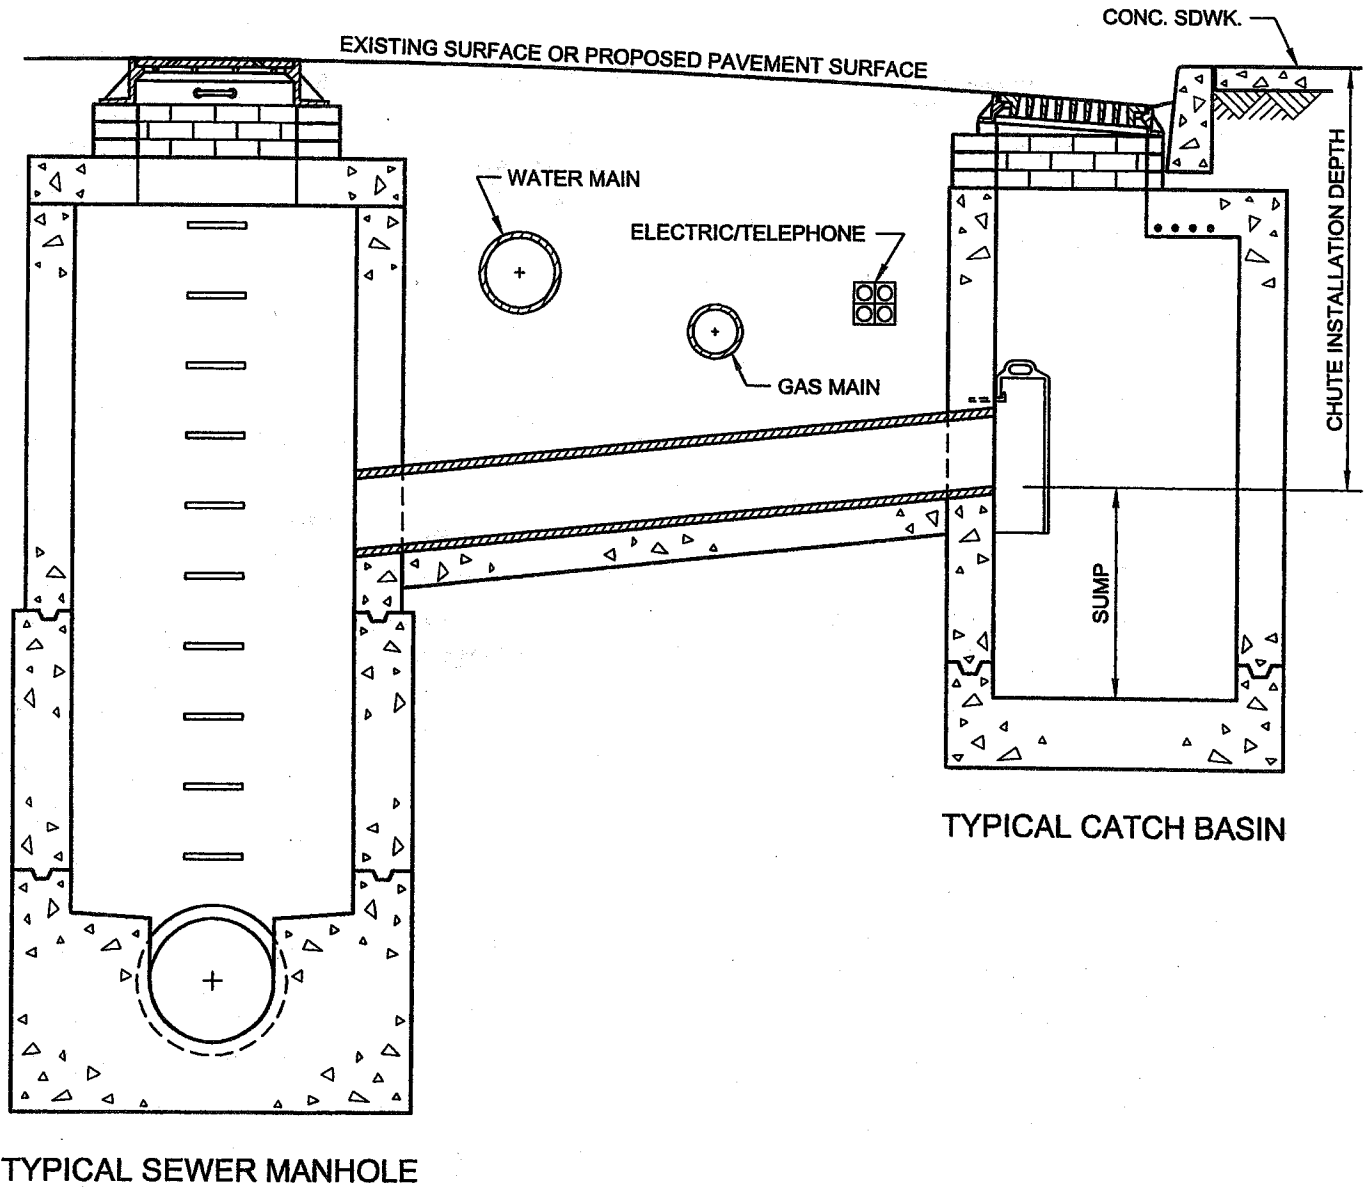 CONC. SDWK.
EXISTING SURFACE OR PROPOSED PAVEMENT SURFACE
WATER MAIN
ELECTRIC/TELEPHONE
GAS MAIN
CHUTE INSTALLATION DEPTH
SUMP
TYPICAL CATCH BASIN
TYPICAL SEWER MANHOLE